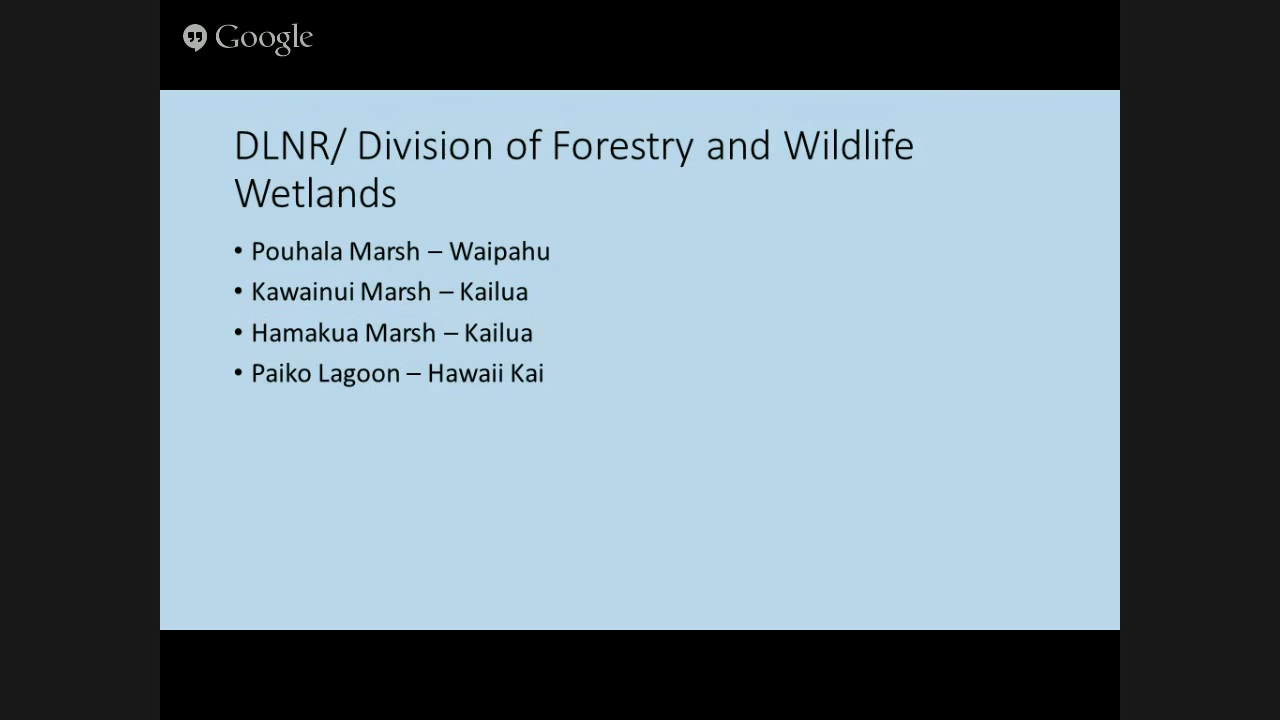 Google
DLNR/ Division of Forestry and Wildlife
Wetlands
• Pouhala Marsh – Waipahu
• Kawainui Marsh – Kailua
• Hamakua Marsh – Kailua
• Paiko Lagoon – Hawaii Kai